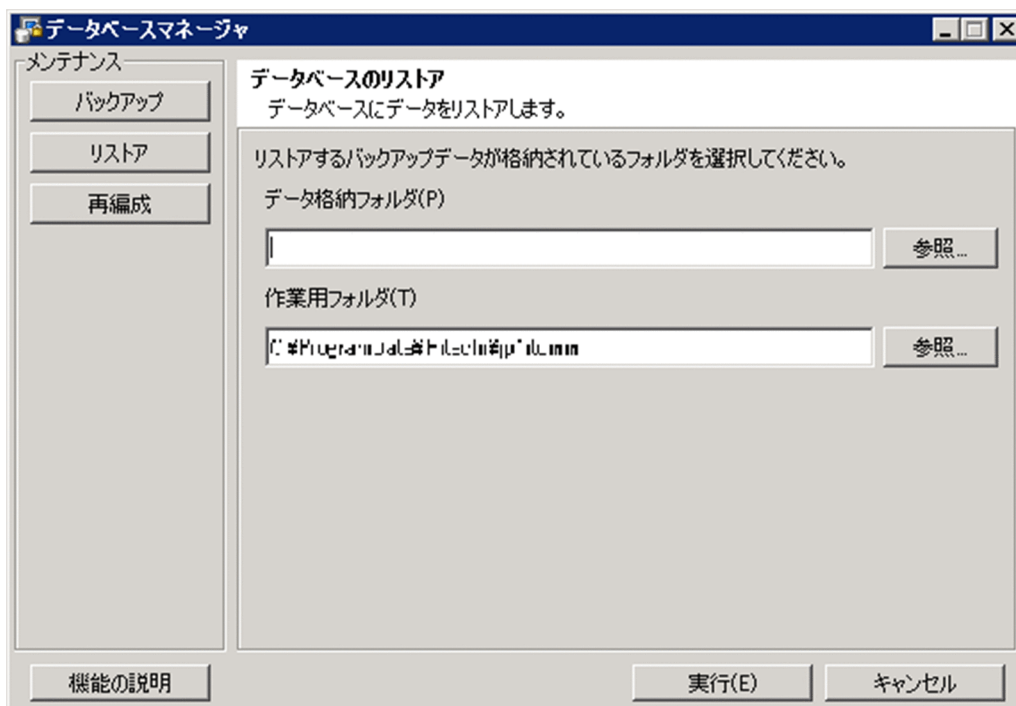 データベースマネージャ
メンテナンス
バックアップ
リストア
再編成
データベースのリストア
データベースにデータをリストアします。
リストアするバックアップデータが格納されているフォルダを選択してください。
データ格納フォルダ(P)
参照...
作業用フォルダ(T)
参照...
機能の説明
実行(E)
キャンセル